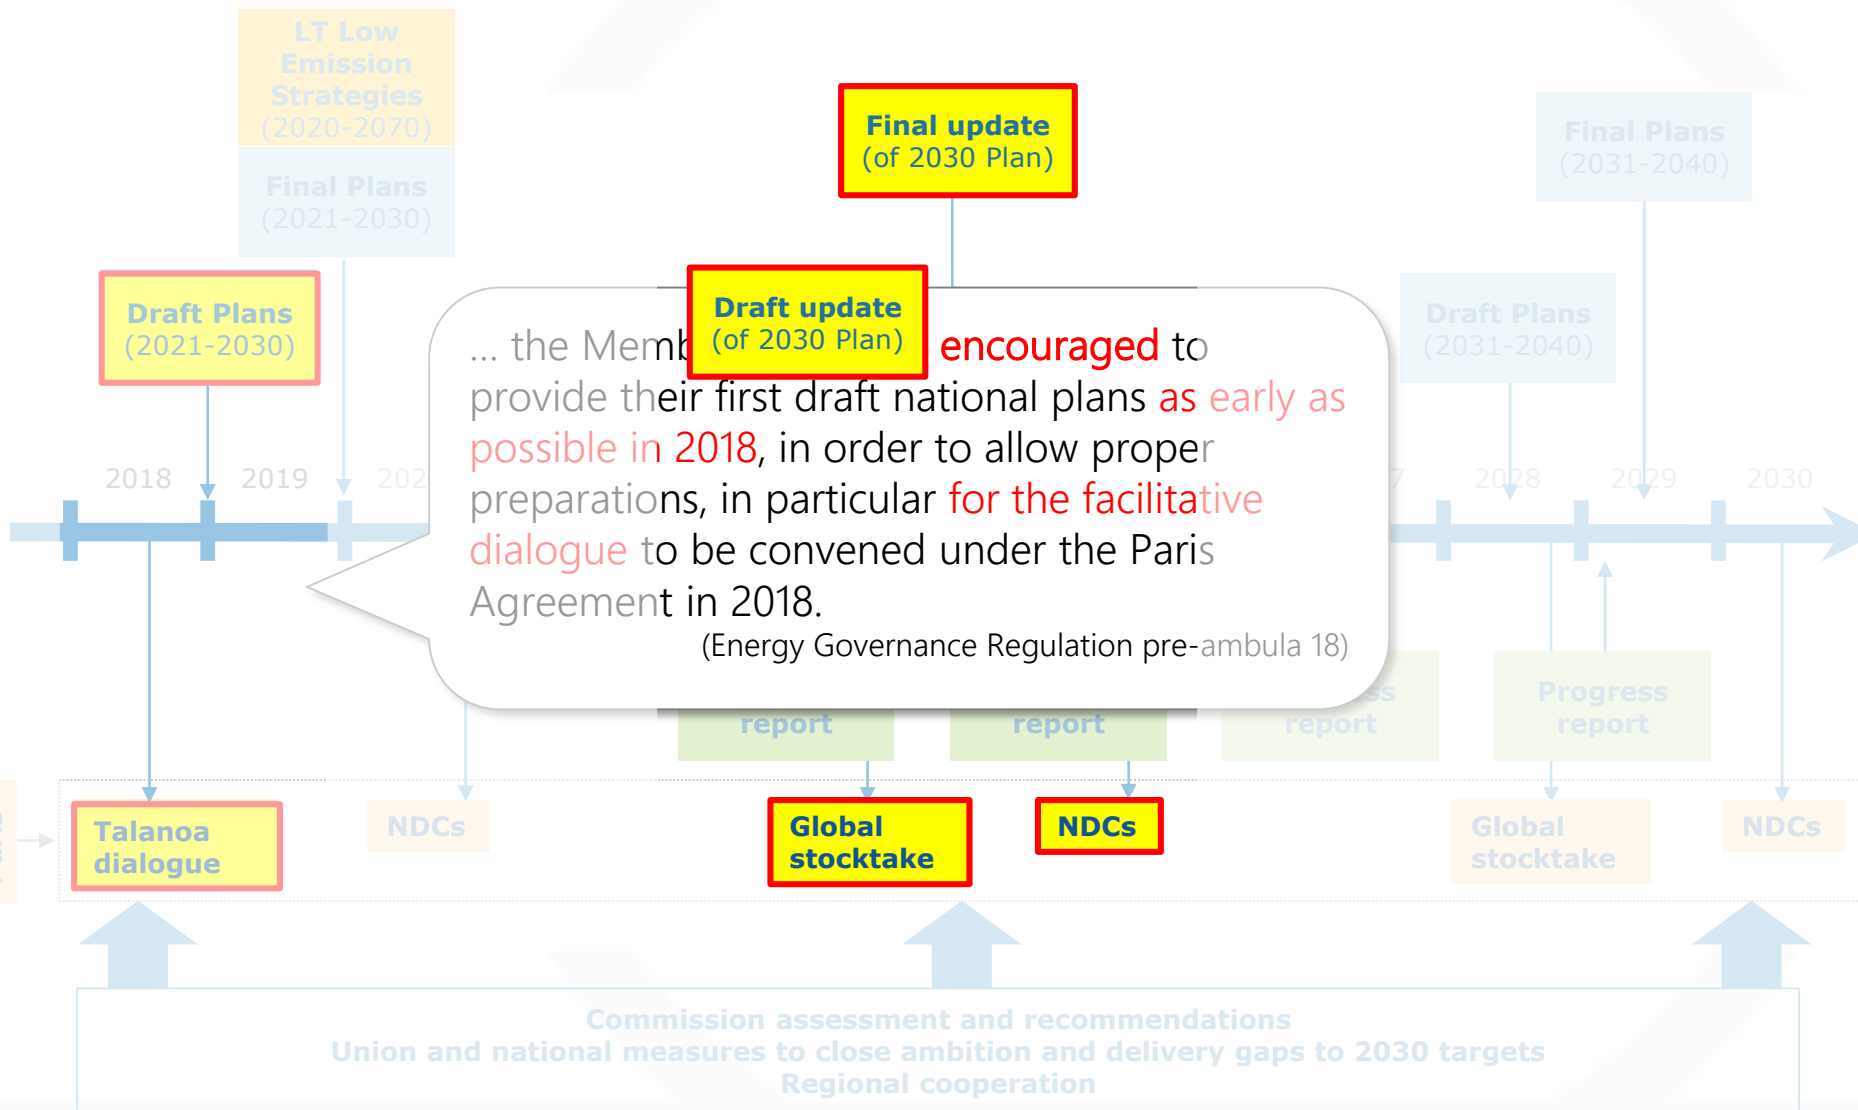 LT Low
Emission
Strategies
(2020-2070)
Final Plans
(2021-2030)
Draft Plans
(2021-2030)
Final update
(of 2030 Plan)
Draft update
(of 2030 Plan)
Final Plans
(2031-2040)
Draft Plans
(2031-2040)
2018
2019
2028
2029
2030
... the encouraged to
provide their first draft national plans as early as
possible in 2018, in order to allow proper
preparations, in particular for the facilitative
dialogue to be convened under the Paris
Agreement in 2018.
(Energy Governance Regulation pre-ambula 18)
report
report
report
Progress
report
Talanoa
dialogue
NDCs
Global
stocktake
NDCs
Global
stocktake
NDCs
Commission assessment and recommendations
Union and national measures to close ambition and delivery gaps to 2030 targets
Regional cooperation